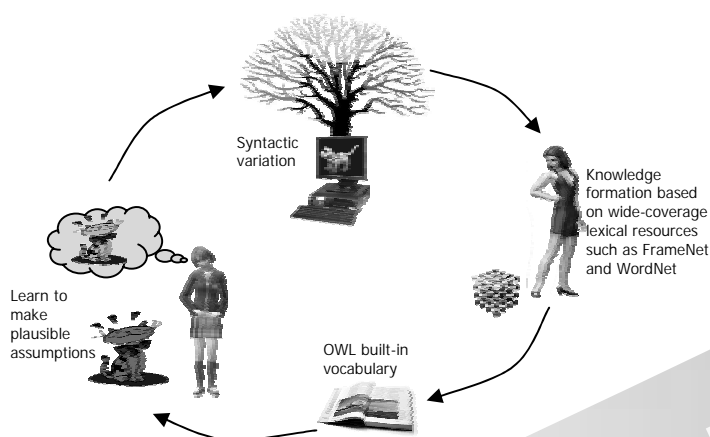 Syntactic
variation
Knowledge
formation based
on wide-coverage
lexical resources
such as FrameNet
and WordNet
OWL built-in
vocabulary
Learn to
make
plausible
assumptions